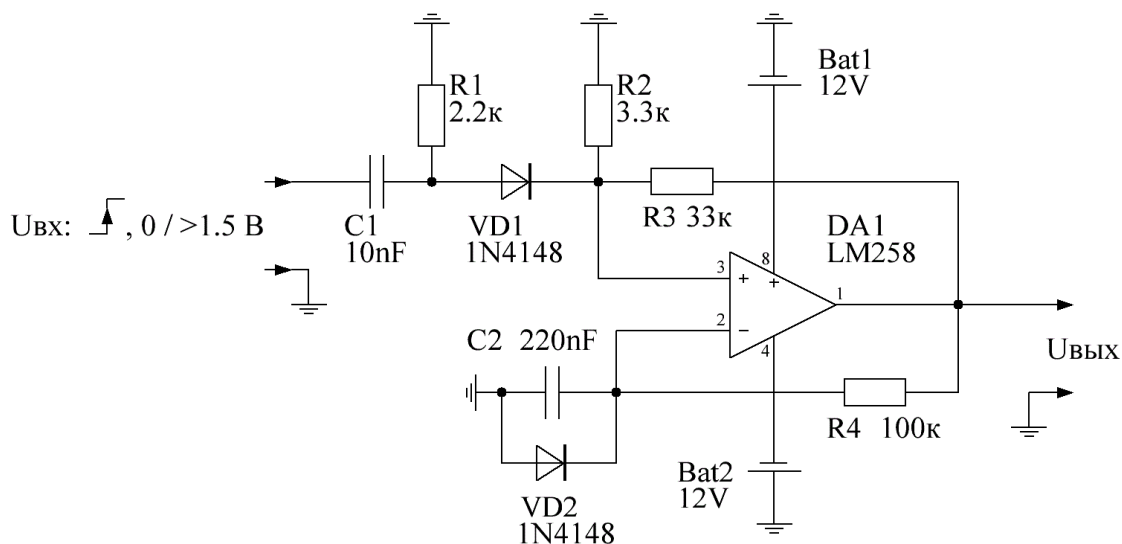 R1
2.2к
R2
3.3к
Bat1
12V
Uвх: , 0 / >1.5 В
C1
10nF
VD1
1N4148
R3 33к
DA1
LM258
3
8
+
+
1
2
−
4
C2 220nF
Uвых
R4 100к
VD2
1N4148
Bat2
12V